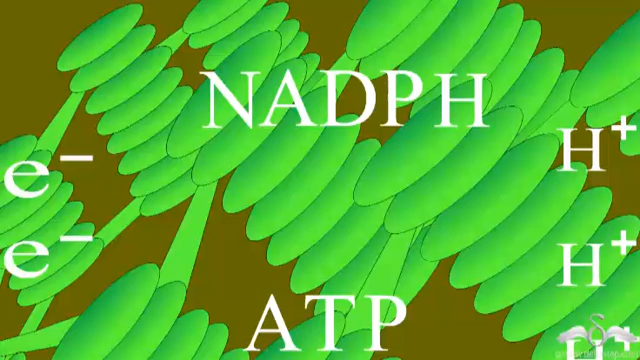 NADPH
e⁻ H⁺
e⁻ H⁺
ATP